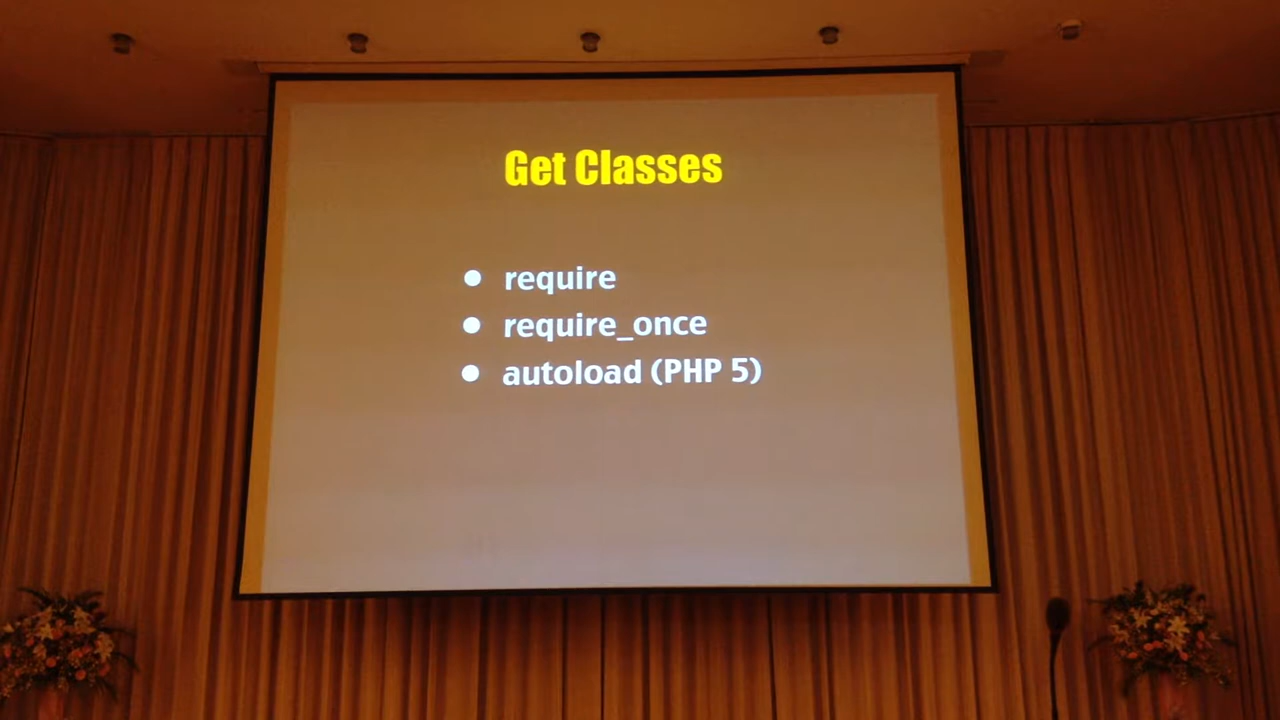 Get Classes
● require
● require_once
● autoload (PHP 5)